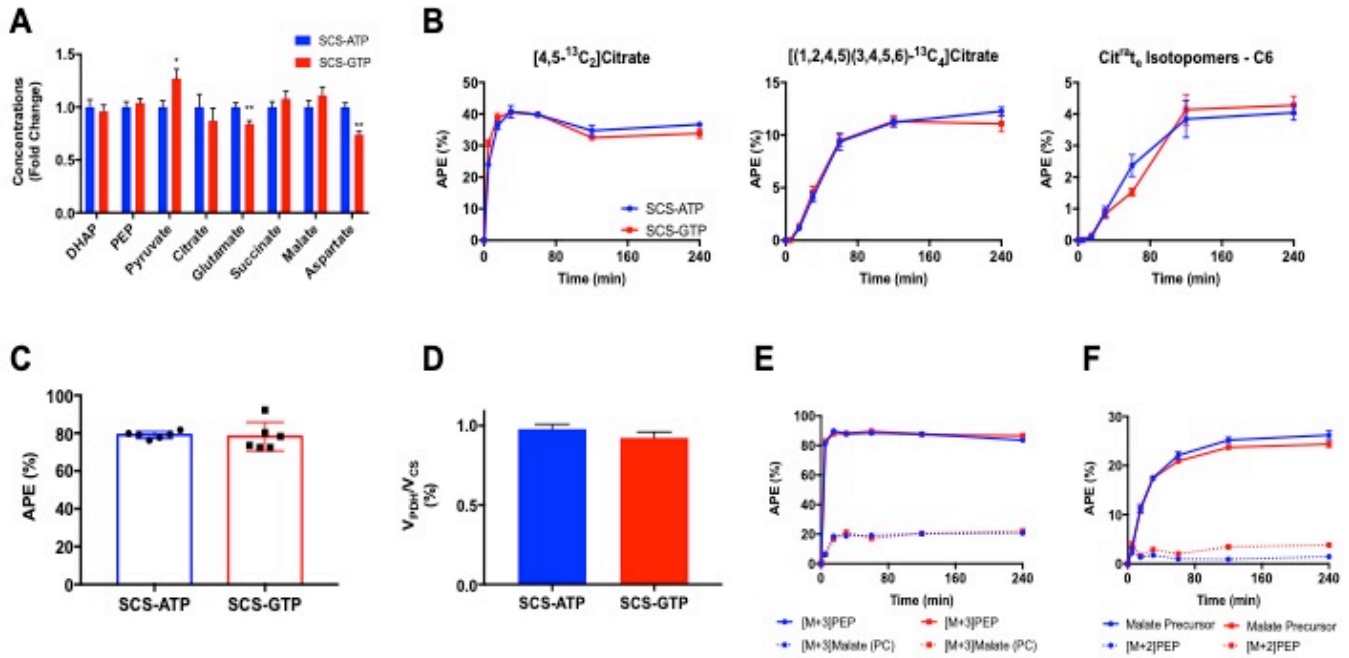 A
SCS-ATP
SCS-GTP
Concentrations
(Fold Change)
1.5
1.0
0.5
0.0
*
**
**
DHAP
PEP
Pyruvate
Citrate
Glutamate
Succinate
Malate
Aspartate
B
[4,5-¹³C₂]Citrate
APE (%)
50
40
30
20
10
0
0 80 160 240
Time (min)
SCS-ATP
SCS-GTP
[(1,2,4,5)(3,4,5,6)-¹³C₄]Citrate
APE (%)
15
10
5
0
0 80 160 240
Time (min)
Citʳᵃtₑ Isotopomers - C6
APE (%)
5
4
3
2
1
0
0 80 160 240
Time (min)
C
APE (%)
100
80
60
40
20
0
SCS-ATP SCS-GTP
D
V_PDH/V_CS
(%)
1.0
0.5
0.0
SCS-ATP SCS-GTP
E
APE (%)
100
80
60
40
20
0
0 80 160 240
Time (min)
[M+3]PEP [M+3]PEP
[M+3]Malate (PC) [M+3]Malate (PC)
F
APE (%)
30
20
10
0
0 80 160 240
Time (min)
Malate Precursor Malate Precursor
[M+2]PEP [M+2]PEP